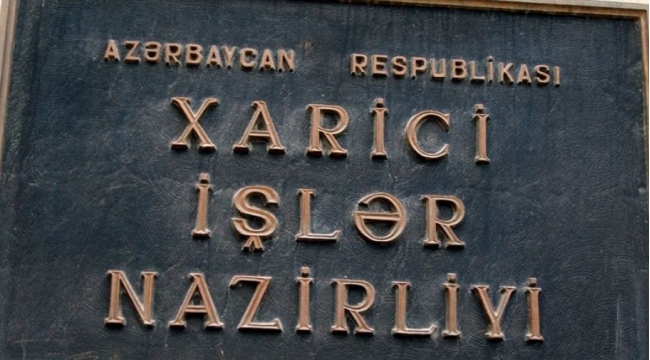 AZƏRBAYCAN RESPUBLİKASI
XARİCİ
İŞLƏR
NAZİRLİYİ